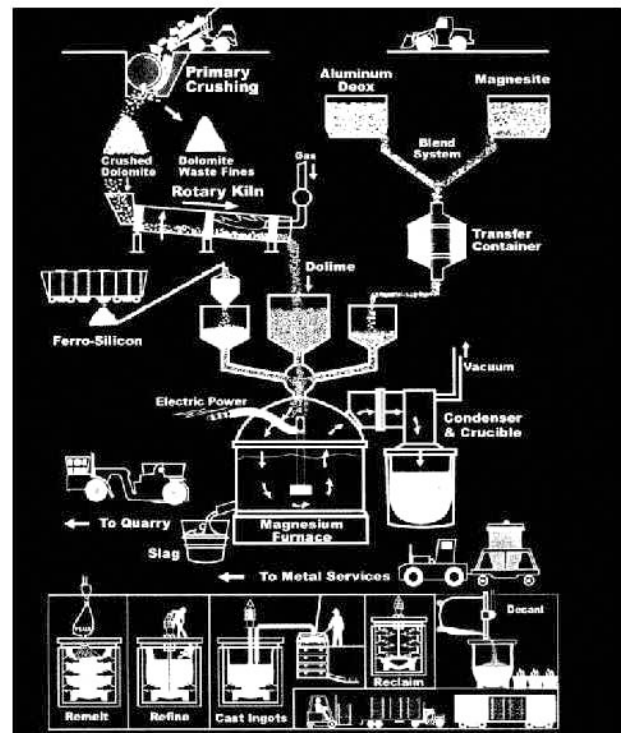 Primary
Crushing
Aluminum
Deox
Magnesite
Blend
System
Crushed
Dolomite
Dolomite
Waste Fines
Gas
Rotary Kiln
Transfer
Container
Dolime
Ferro-Silicon
Vacuum
Electric Power
Condenser
& Crucible
To Quarry
Slag
Magnesium
Furnace
To Metal Services
FLUX
Decant
Reclaim
Remelt
Refine
Cast Ingots